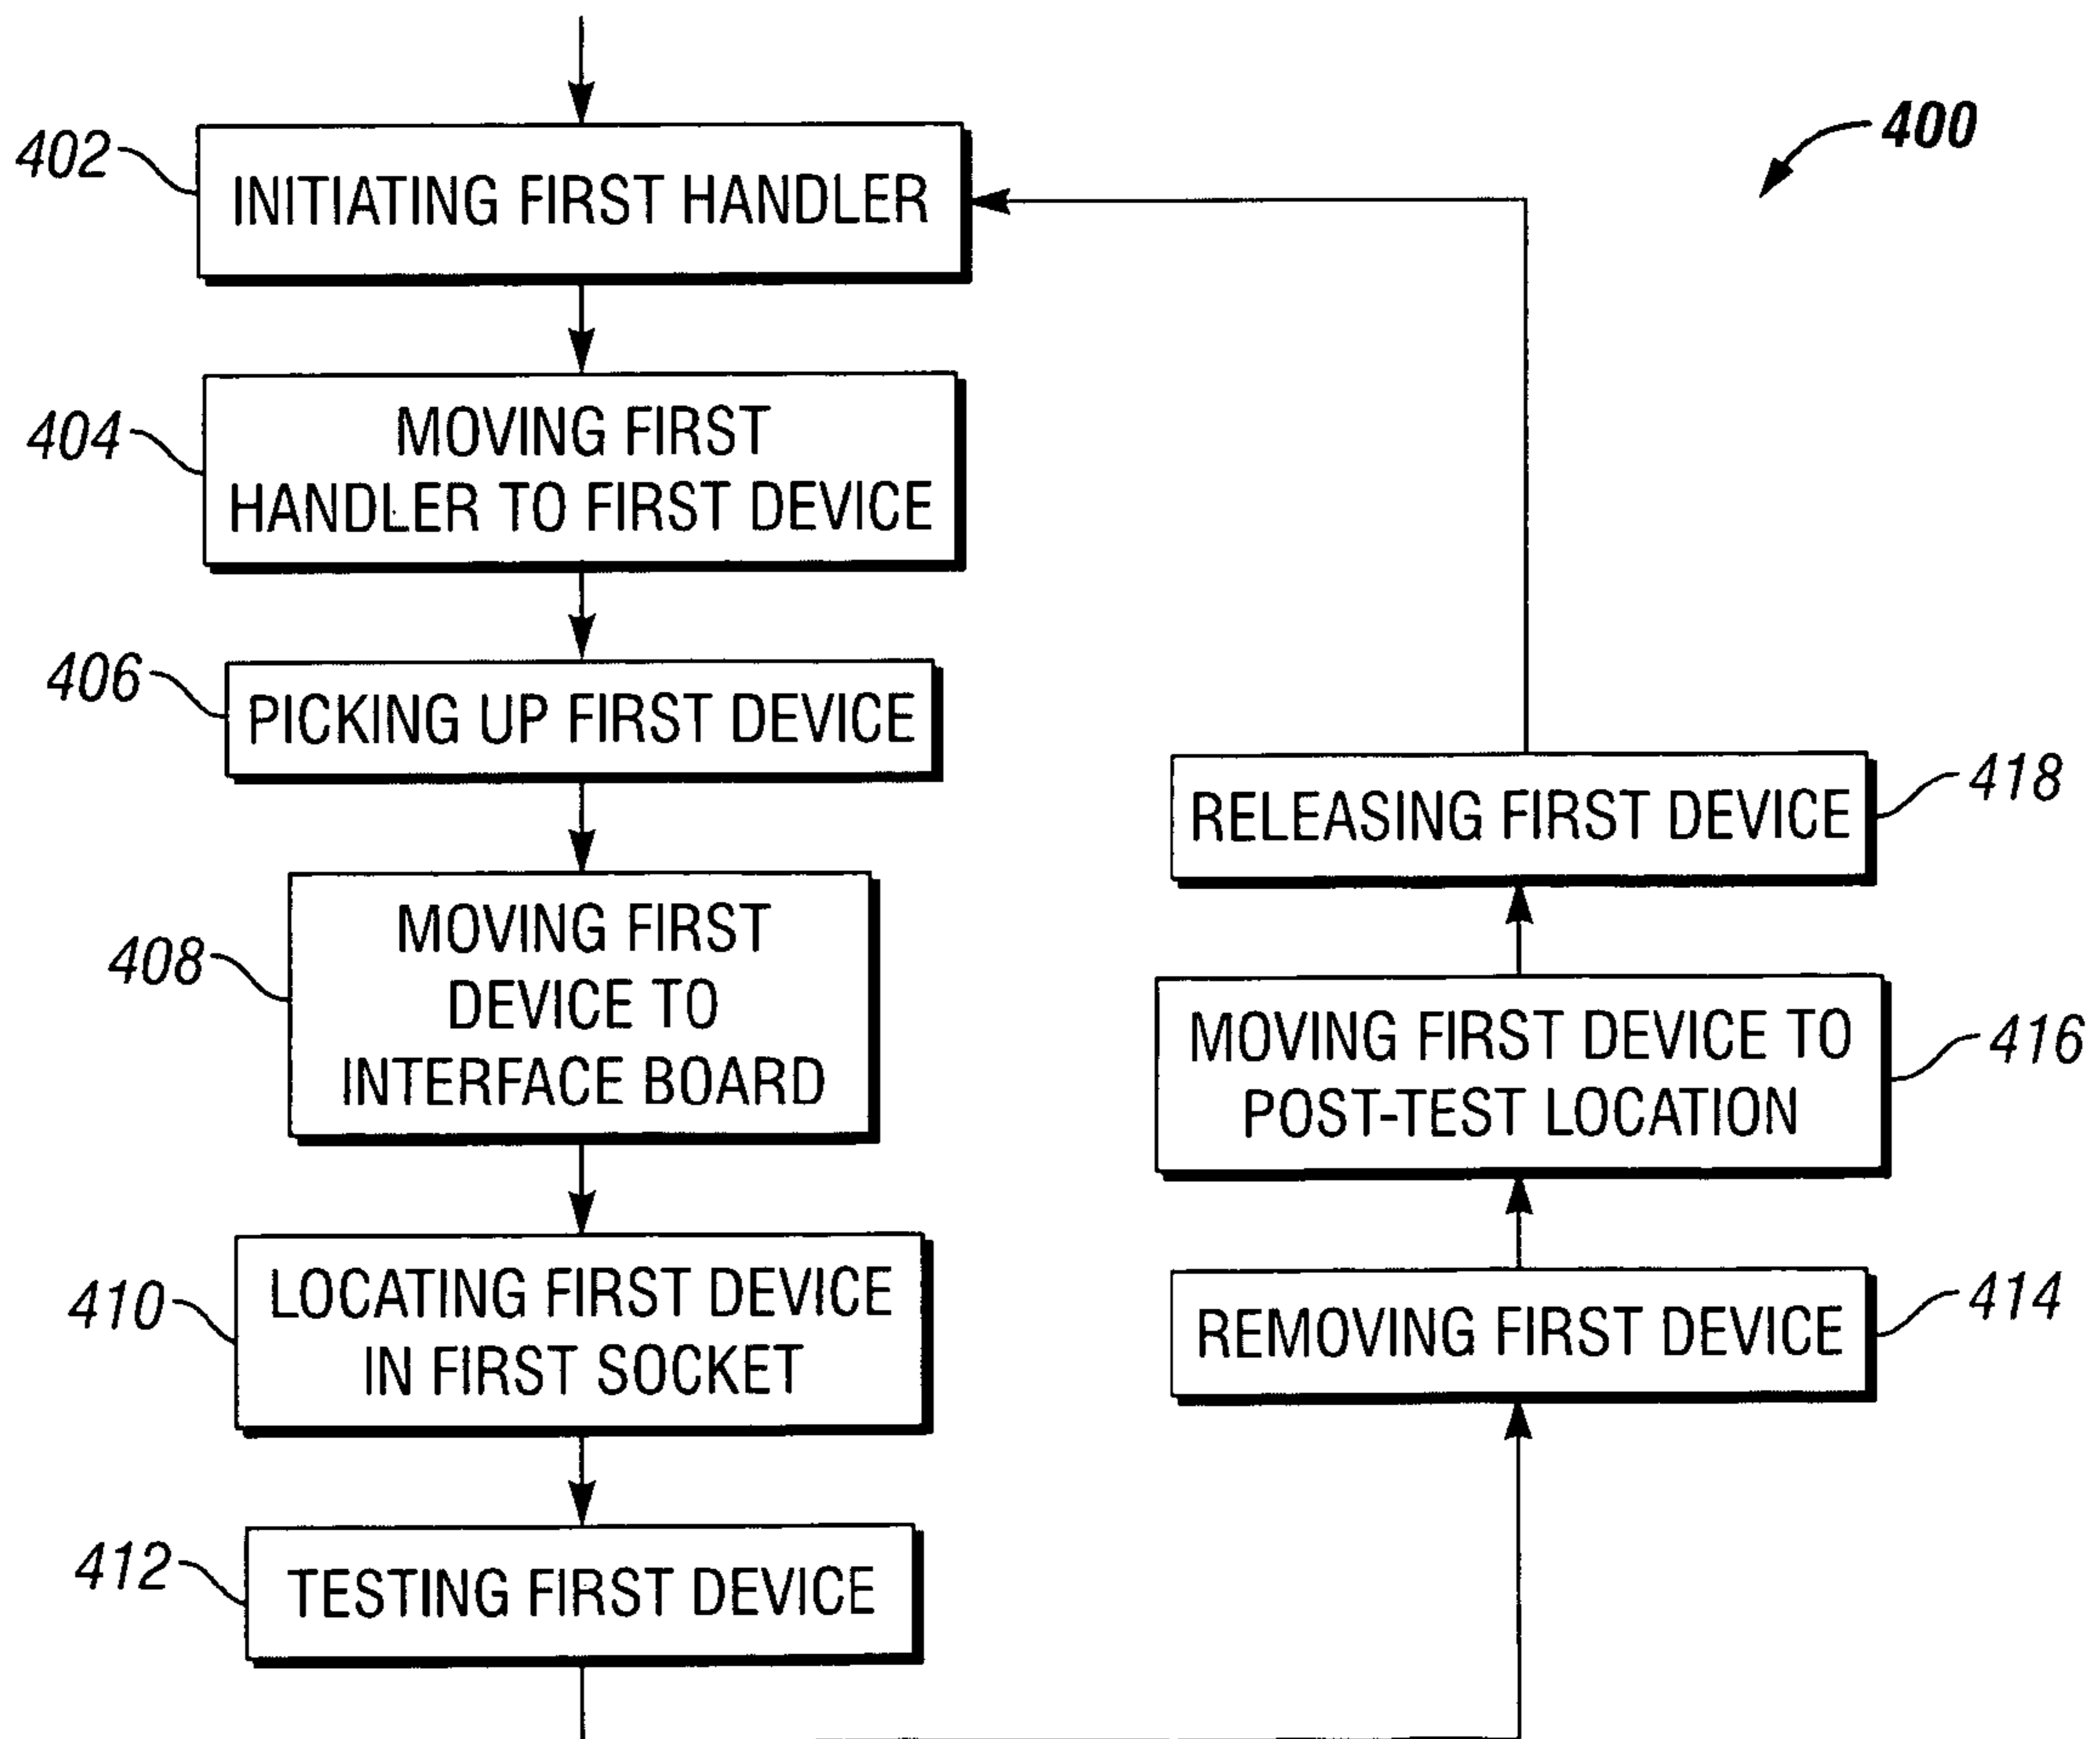 400
402
INITIATING FIRST HANDLER
404
MOVING FIRST
HANDLER TO FIRST DEVICE
406
PICKING UP FIRST DEVICE
408
MOVING FIRST
DEVICE TO
INTERFACE BOARD
410
LOCATING FIRST DEVICE
IN FIRST SOCKET
412
TESTING FIRST DEVICE
418
RELEASING FIRST DEVICE
416
MOVING FIRST DEVICE TO
POST-TEST LOCATION
414
REMOVING FIRST DEVICE